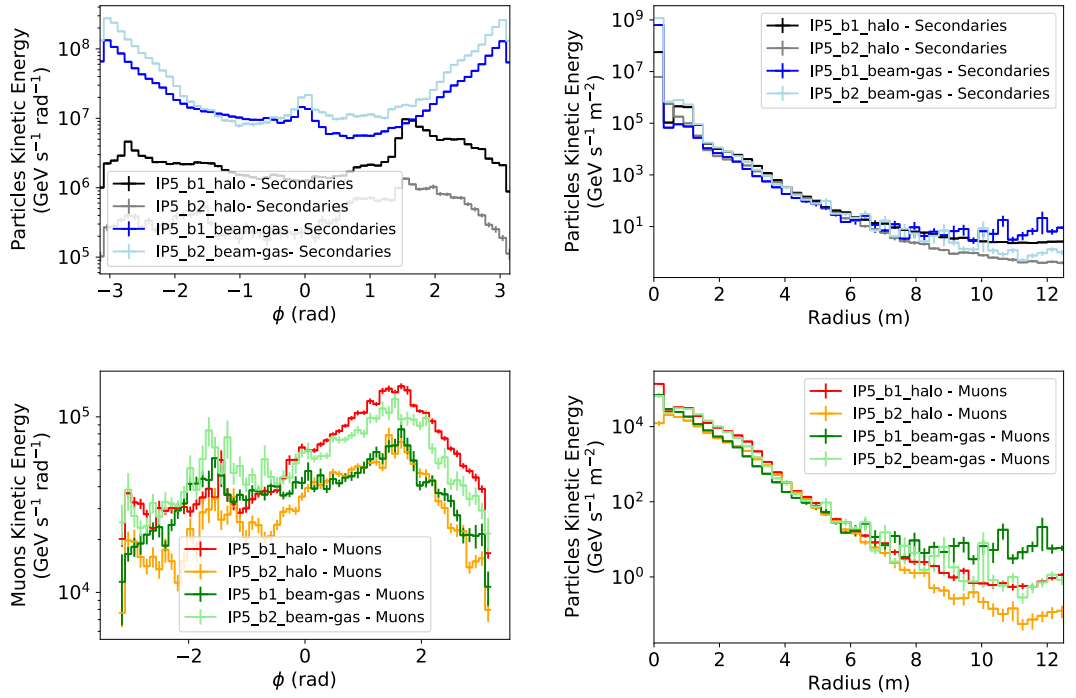 Particles Kinetic Energy
(GeV s⁻¹ rad⁻¹)
10⁸
10⁷
10⁶
10⁵
IP5_b1_halo - Secondaries
IP5_b2_halo- Secondaries
IP5_b1_beam-gas - Secondaries
IP5_b2_beam-gas- Secondaries
−3 −2 −1 0 1 2 3
ϕ (rad)
Particles Kinetic Energy
(GeV s⁻¹ m⁻²)
10⁹
10⁷
10⁵
10³
10¹
IP5_b1_halo - Secondaries
IP5_b2_halo - Secondaries
IP5_b1_beam-gas - Secondaries
IP5_b2_beam-gas - Secondaries
0 2 4 6 8 10 12
Radius (m)
Muons Kinetic Energy
(GeV s⁻¹ rad⁻¹)
10⁵
10⁴
IP5_b1_halo - Muons
IP5_b2_halo - Muons
IP5_b1_beam-gas - Muons
IP5_b2_beam-gas - Muons
−2 0 2
ϕ (rad)
Particles Kinetic Energy
(GeV s⁻¹ m⁻²)
10⁴
10²
10⁰
IP5_b1_halo - Muons
IP5_b2_halo - Muons
IP5_b1_beam-gas - Muons
IP5_b2_beam-gas - Muons
0 2 4 6 8 10 12
Radius (m)